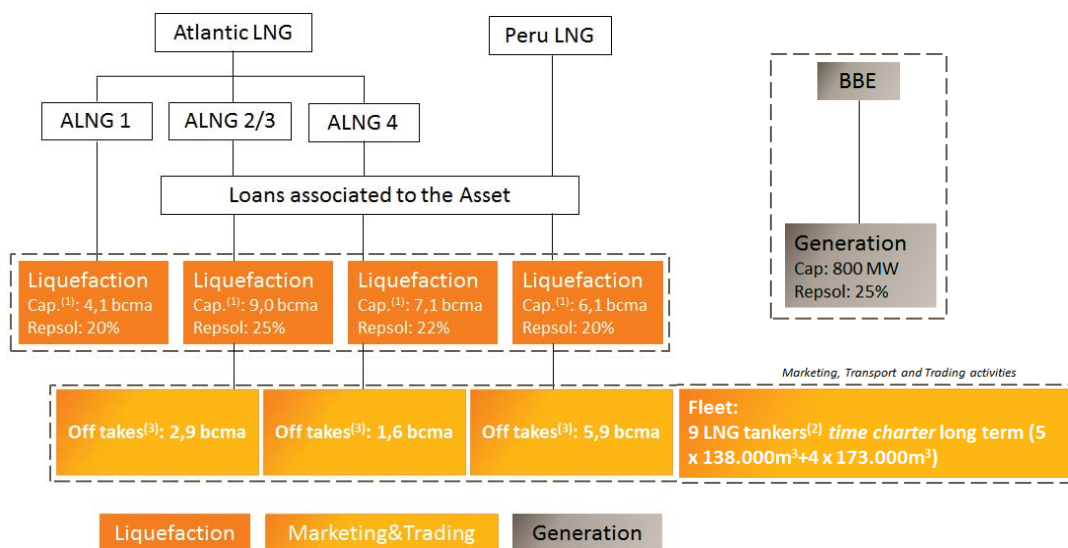 Atlantic LNG
Peru LNG
BBE
ALNG 1
ALNG 2/3
ALNG 4
Loans associated to the Asset
Generation
Cap: 800 MW
Repsol: 25%
Liquefaction
Cap.(1): 4,1 bcma
Repsol: 20%
Liquefaction
Cap.(1): 9,0 bcma
Repsol: 25%
Liquefaction
Cap.(1): 7,1 bcma
Repsol: 22%
Liquefaction
Cap.(1): 6,1 bcma
Repsol: 20%
Marketing, Transport and Trading activities
Off takes(3): 2,9 bcma
Off takes(3): 1,6 bcma
Off takes(3): 5,9 bcma
Fleet:
9 LNG tankers(2) time charter long term (5
x 138.000m3+4 x 173.000m3)
Liquefaction
Marketing&Trading
Generation